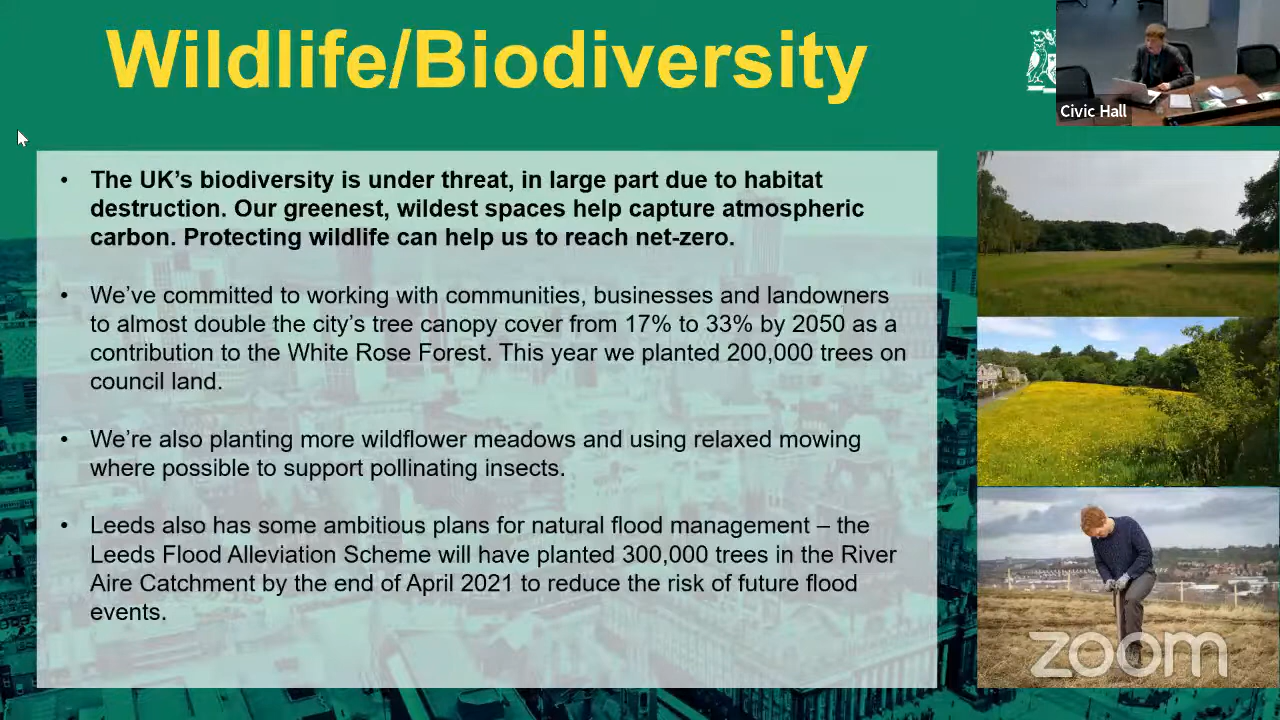 Wildlife/Biodiversity
Civic Hall
• The UK's biodiversity is under threat, in large part due to habitat
destruction. Our greenest, wildest spaces help capture atmospheric
carbon. Protecting wildlife can help us to reach net-zero.
• We've committed to working with communities, businesses and landowners
to almost double the city's tree canopy cover from 17% to 33% by 2050 as a
contribution to the White Rose Forest. This year we planted 200,000 trees on
council land.
• We're also planting more wildflower meadows and using relaxed mowing
where possible to support pollinating insects.
• Leeds also has some ambitious plans for natural flood management – the
Leeds Flood Alleviation Scheme will have planted 300,000 trees in the River
Aire Catchment by the end of April 2021 to reduce the risk of future flood
events.
zoom